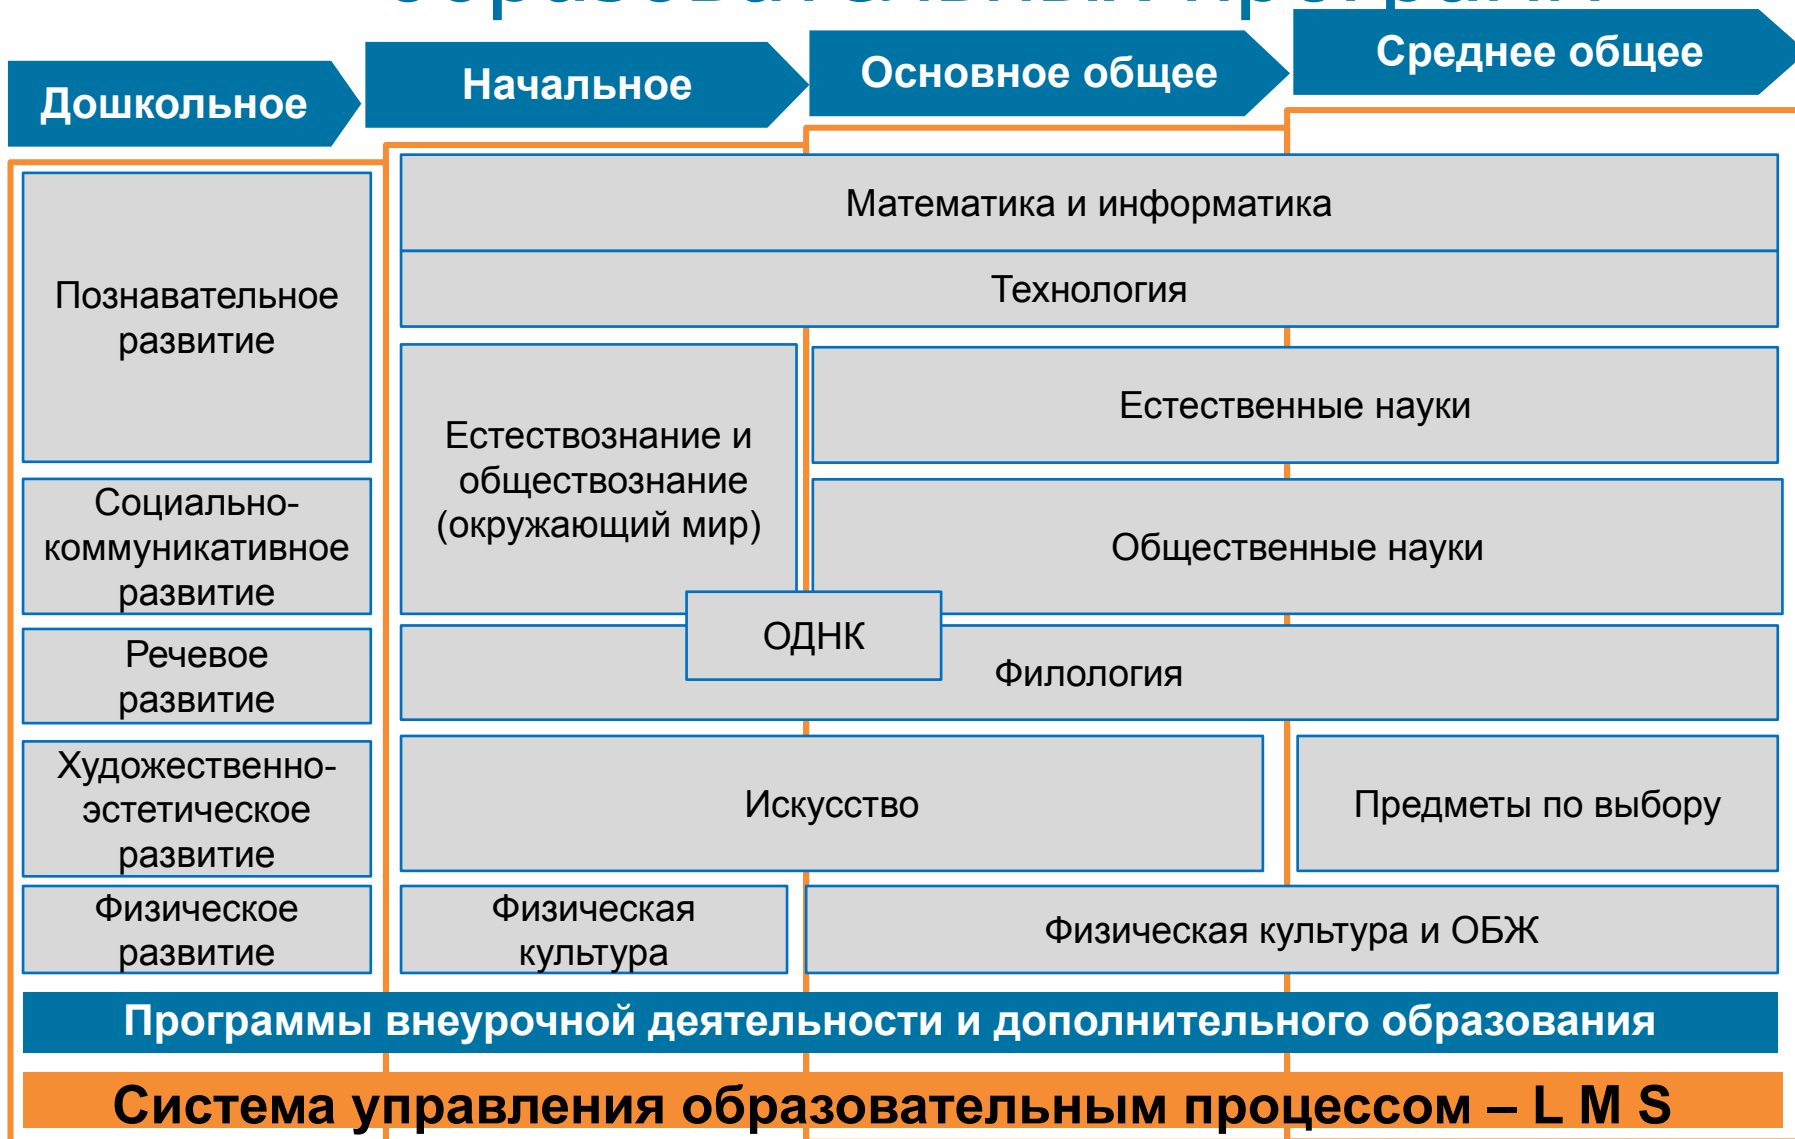 образовательных программ
Дошкольное
Начальное
Основное общее
Среднее общее
Познавательное
развитие
Социально-
коммуникативное
развитие
Речевое
развитие
Художественно-
эстетическое
развитие
Физическое
развитие
Математика и информатика
Технология
Естествознание и
обществознание
(окружающий мир)
Естественные науки
Общественные науки
ОДНК
Филология
Искусство
Предметы по выбору
Физическая
культура
Физическая культура и ОБЖ
Программы внеурочной деятельности и дополнительного образования
Система управления образовательным процессом – L M S